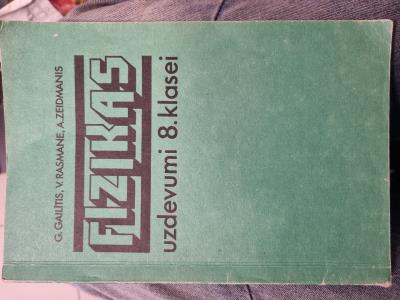 G. GAILĪTIS, V. RASMANE, A. ZEIDMANIS
FIZIKAS
uzdevumi 8. klasei